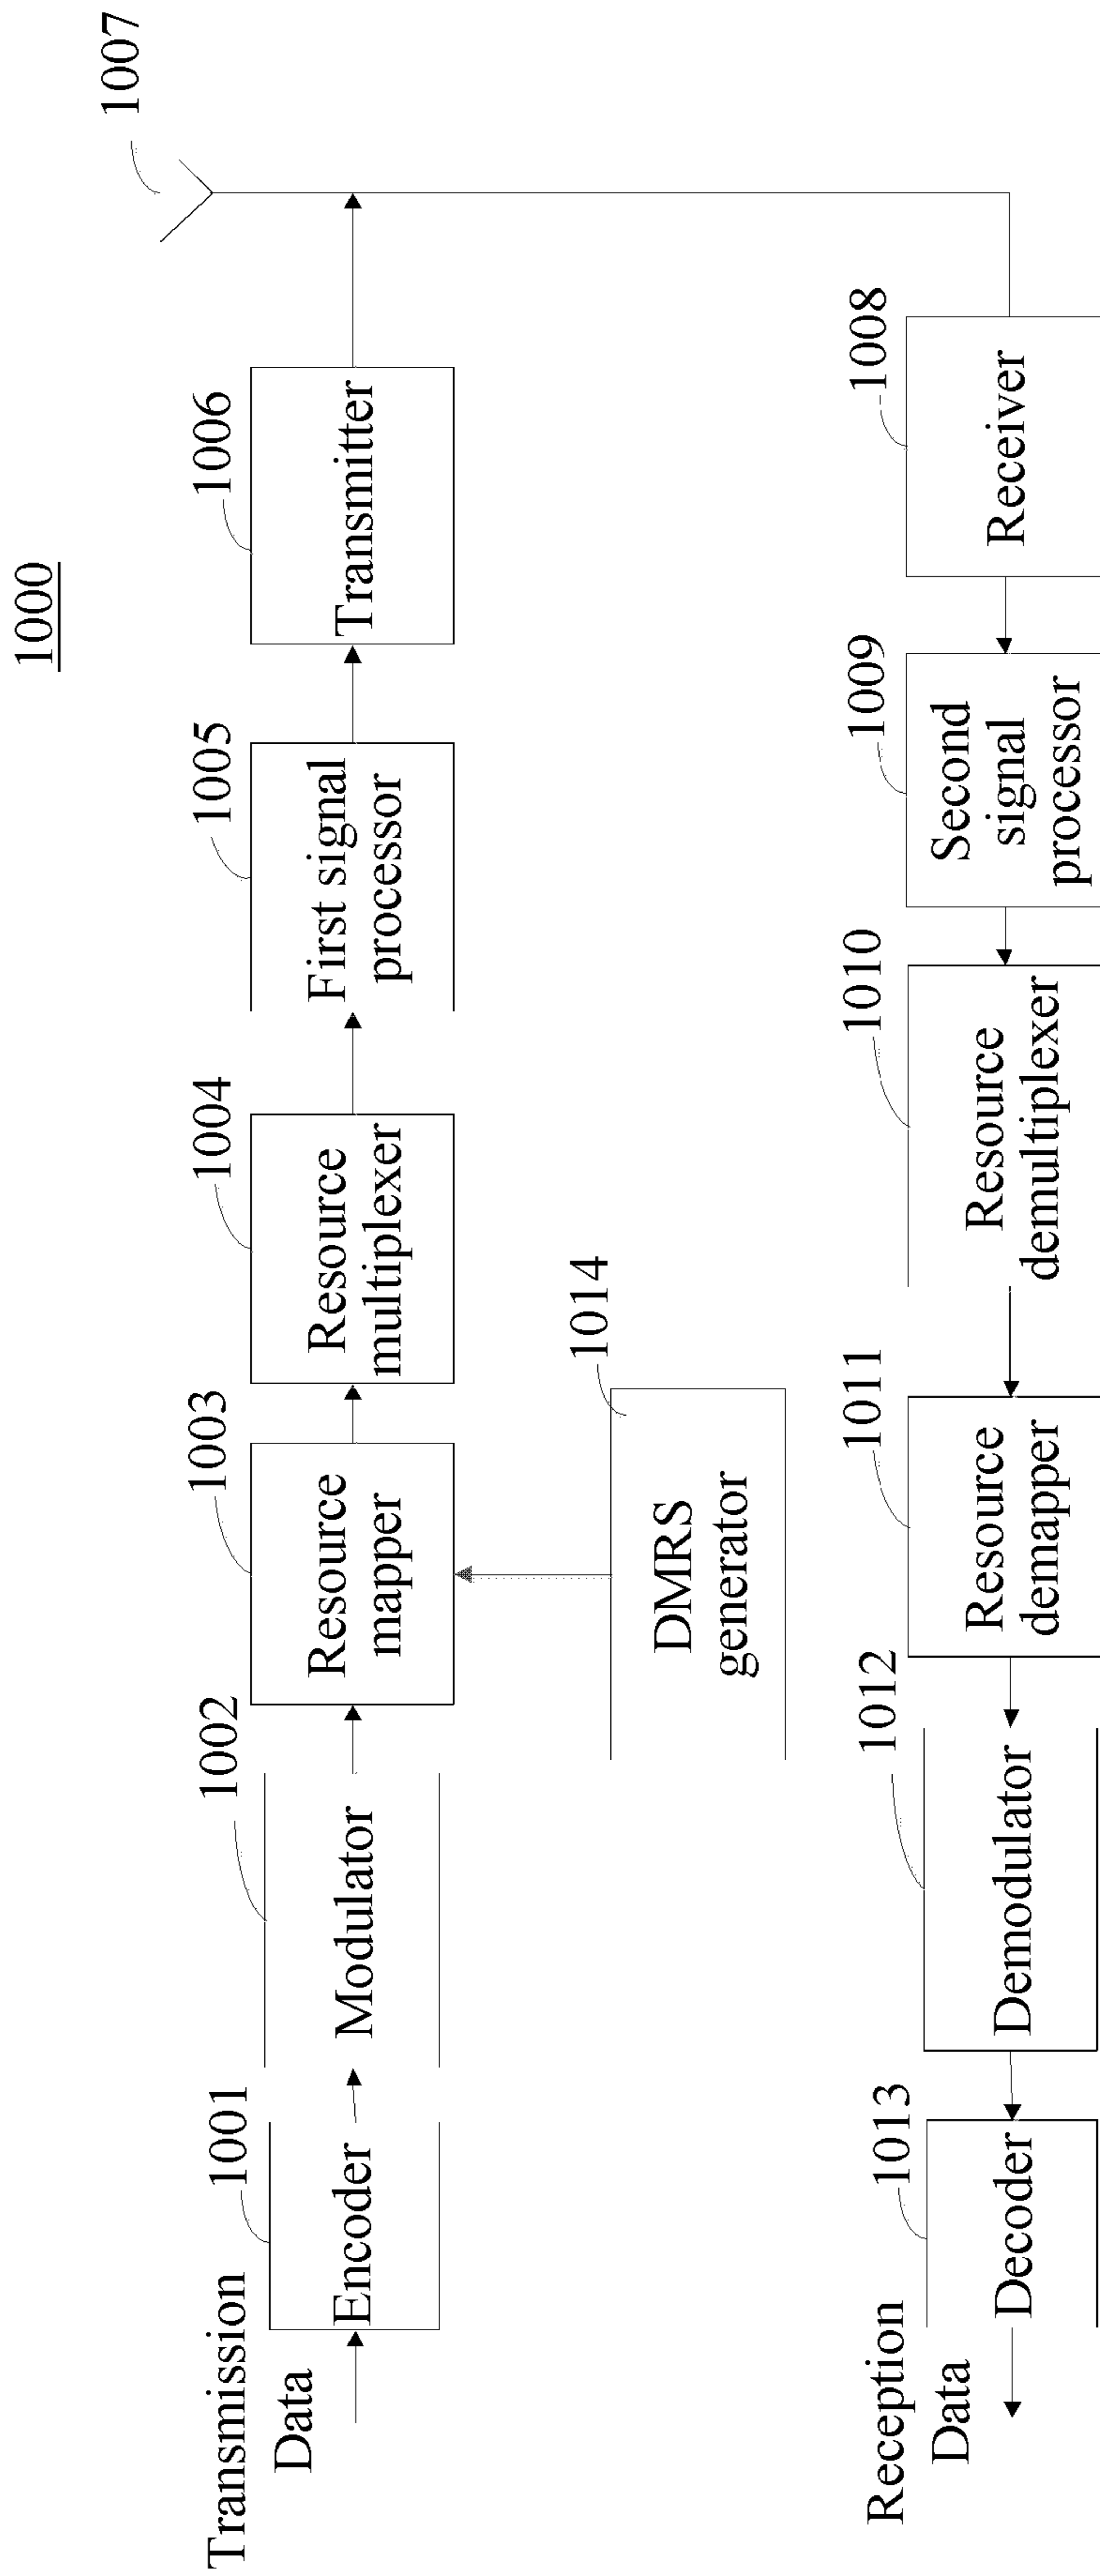 1000
1007
1006
Transmitter
1005
First signal
processor
1004
Resource
multiplexer
1003
Resource
mapper
1002
Modulator
1001
Encoder
Transmission
Data
1014
DMRS
generator
1008
Receiver
1009
Second
signal
processor
1010
Resource
demultiplexer
1011
Resource
demapper
1012
Demodulator
1013
Decoder
Reception
Data